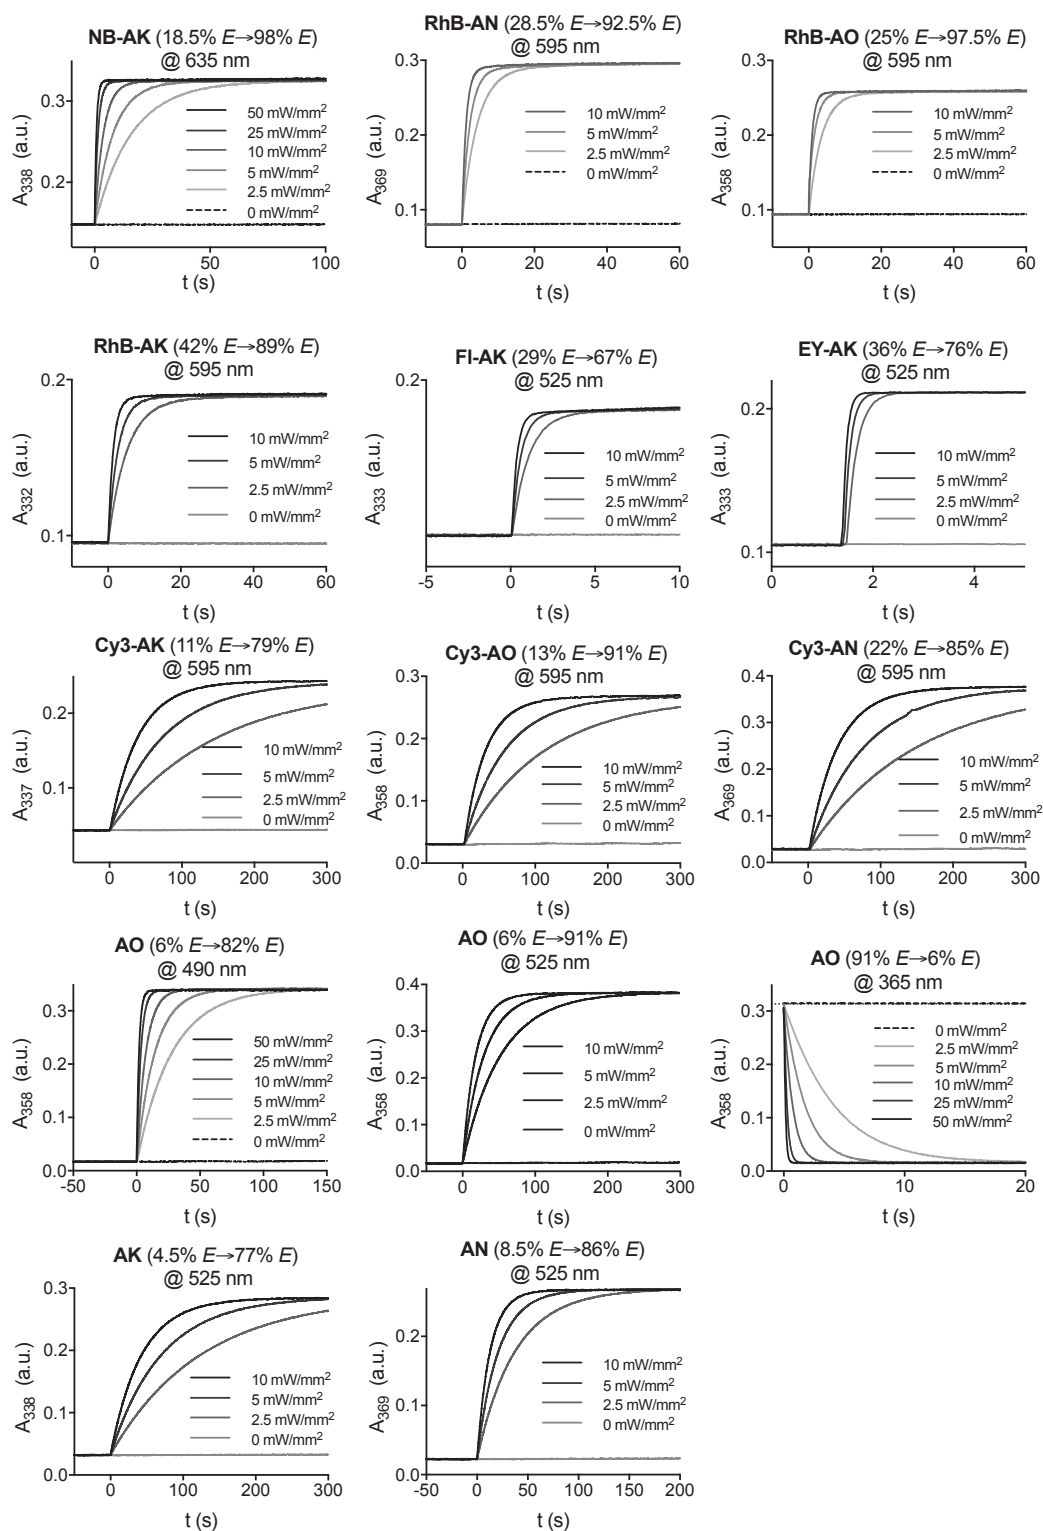 NB-AK (18.5% E→98% E)
@ 635 nm
A338 (a.u.)
0.3
0.2
50 mW/mm2
25 mW/mm2
10 mW/mm2
5 mW/mm2
2.5 mW/mm2
0 mW/mm2
0 50 100
t (s)
RhB-AN (28.5% E→92.5% E)
@ 595 nm
A369 (a.u.)
0.3
0.2
0.1
10 mW/mm2
5 mW/mm2
2.5 mW/mm2
0 mW/mm2
0 20 40 60
t (s)
RhB-AO (25% E→97.5% E)
@ 595 nm
A358 (a.u.)
0.3
0.2
0.1
10 mW/mm2
5 mW/mm2
2.5 mW/mm2
0 mW/mm2
0 20 40 60
t (s)
RhB-AK (42% E→89% E)
@ 595 nm
A332 (a.u.)
0.2
0.1
10 mW/mm2
5 mW/mm2
2.5 mW/mm2
0 mW/mm2
0 20 40 60
t (s)
FI-AK (29% E→67% E)
@ 525 nm
A333 (a.u.)
0.2
10 mW/mm2
5 mW/mm2
2.5 mW/mm2
0 mW/mm2
-5 0 5 10
t (s)
EY-AK (36% E→76% E)
@ 525 nm
A333 (a.u.)
0.2
0.1
10 mW/mm2
5 mW/mm2
2.5 mW/mm2
0 mW/mm2
0 2 4
t (s)
Cy3-AK (11% E→79% E)
@ 595 nm
A337 (a.u.)
0.2
0.1
10 mW/mm2
5 mW/mm2
2.5 mW/mm2
0 mW/mm2
0 100 200 300
t (s)
Cy3-AO (13% E→91% E)
@ 595 nm
A358 (a.u.)
0.3
0.2
0.1
0.0
10 mW/mm2
5 mW/mm2
2.5 mW/mm2
0 mW/mm2
0 100 200 300
t (s)
Cy3-AN (22% E→85% E)
@ 595 nm
A369 (a.u.)
0.4
0.3
0.2
0.1
0.0
10 mW/mm2
5 mW/mm2
2.5 mW/mm2
0 mW/mm2
0 100 200 300
t (s)
AO (6% E→82% E)
@ 490 nm
A358 (a.u.)
0.3
0.2
0.1
0.0
50 mW/mm2
25 mW/mm2
10 mW/mm2
5 mW/mm2
2.5 mW/mm2
0 mW/mm2
-50 0 50 100 150
t (s)
AO (6% E→91% E)
@ 525 nm
A358 (a.u.)
0.4
0.3
0.2
0.1
0.0
10 mW/mm2
5 mW/mm2
2.5 mW/mm2
0 mW/mm2
0 100 200 300
t (s)
AO (91% E→6% E)
@ 365 nm
A358 (a.u.)
0.3
0.2
0.1
0.0
0 mW/mm2
2.5 mW/mm2
5 mW/mm2
10 mW/mm2
25 mW/mm2
50 mW/mm2
0 10 20
t (s)
AK (4.5% E→77% E)
@ 525 nm
A338 (a.u.)
0.3
0.2
0.1
0.0
10 mW/mm2
5 mW/mm2
2.5 mW/mm2
0 mW/mm2
0 100 200 300
t (s)
AN (8.5% E→86% E)
@ 525 nm
A369 (a.u.)
0.2
0.1
0.0
10 mW/mm2
5 mW/mm2
2.5 mW/mm2
0 mW/mm2
-50 0 50 100 150 200
t (s)